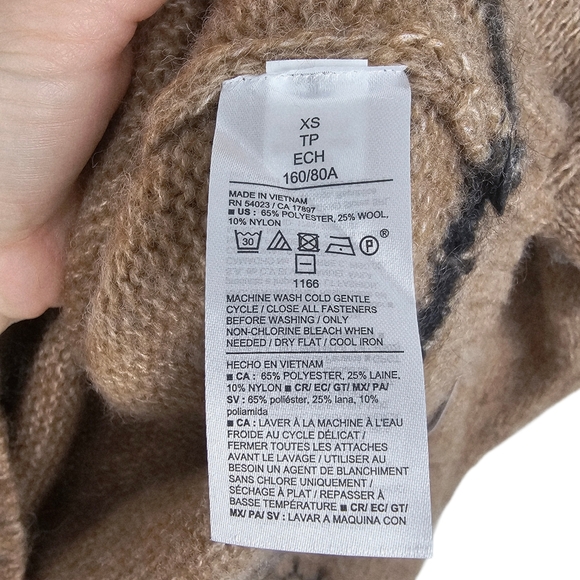 XS
TP
ECH
160/80A
MADE IN VIETNAM
RN 54023 / CA 17897
■ US : 65% POLYESTER, 25% WOOL,
10% NYLON
30 P ®
1166
MACHINE WASH COLD GENTLE
CYCLE / CLOSE ALL FASTENERS
BEFORE WASHING / ONLY
NON-CHLORINE BLEACH WHEN
NEEDED / DRY FLAT / COOL IRON
HECHO EN VIETNAM
■ CA : 65% POLYESTER, 25% LAINE,
10% NYLON ■ CR/ EC/ GT/ MX/ PA/
SV : 65% poliéster, 25% lana, 10%
poliamida
■ CA : LAVER À LA MACHINE À L'EAU
FROIDE AU CYCLE DÉLICAT /
FERMER TOUTES LES ATTACHES
AVANT LE LAVAGE / UTILISER AU
BESOIN UN AGENT DE BLANCHIMENT
SANS CHLORE UNIQUEMENT /
SÉCHAGE À PLAT / REPASSER À
BASSE TEMPÉRATURE ■ CR/ EC/ GT/
MX/ PA/ SV : LAVAR A MAQUINA CON